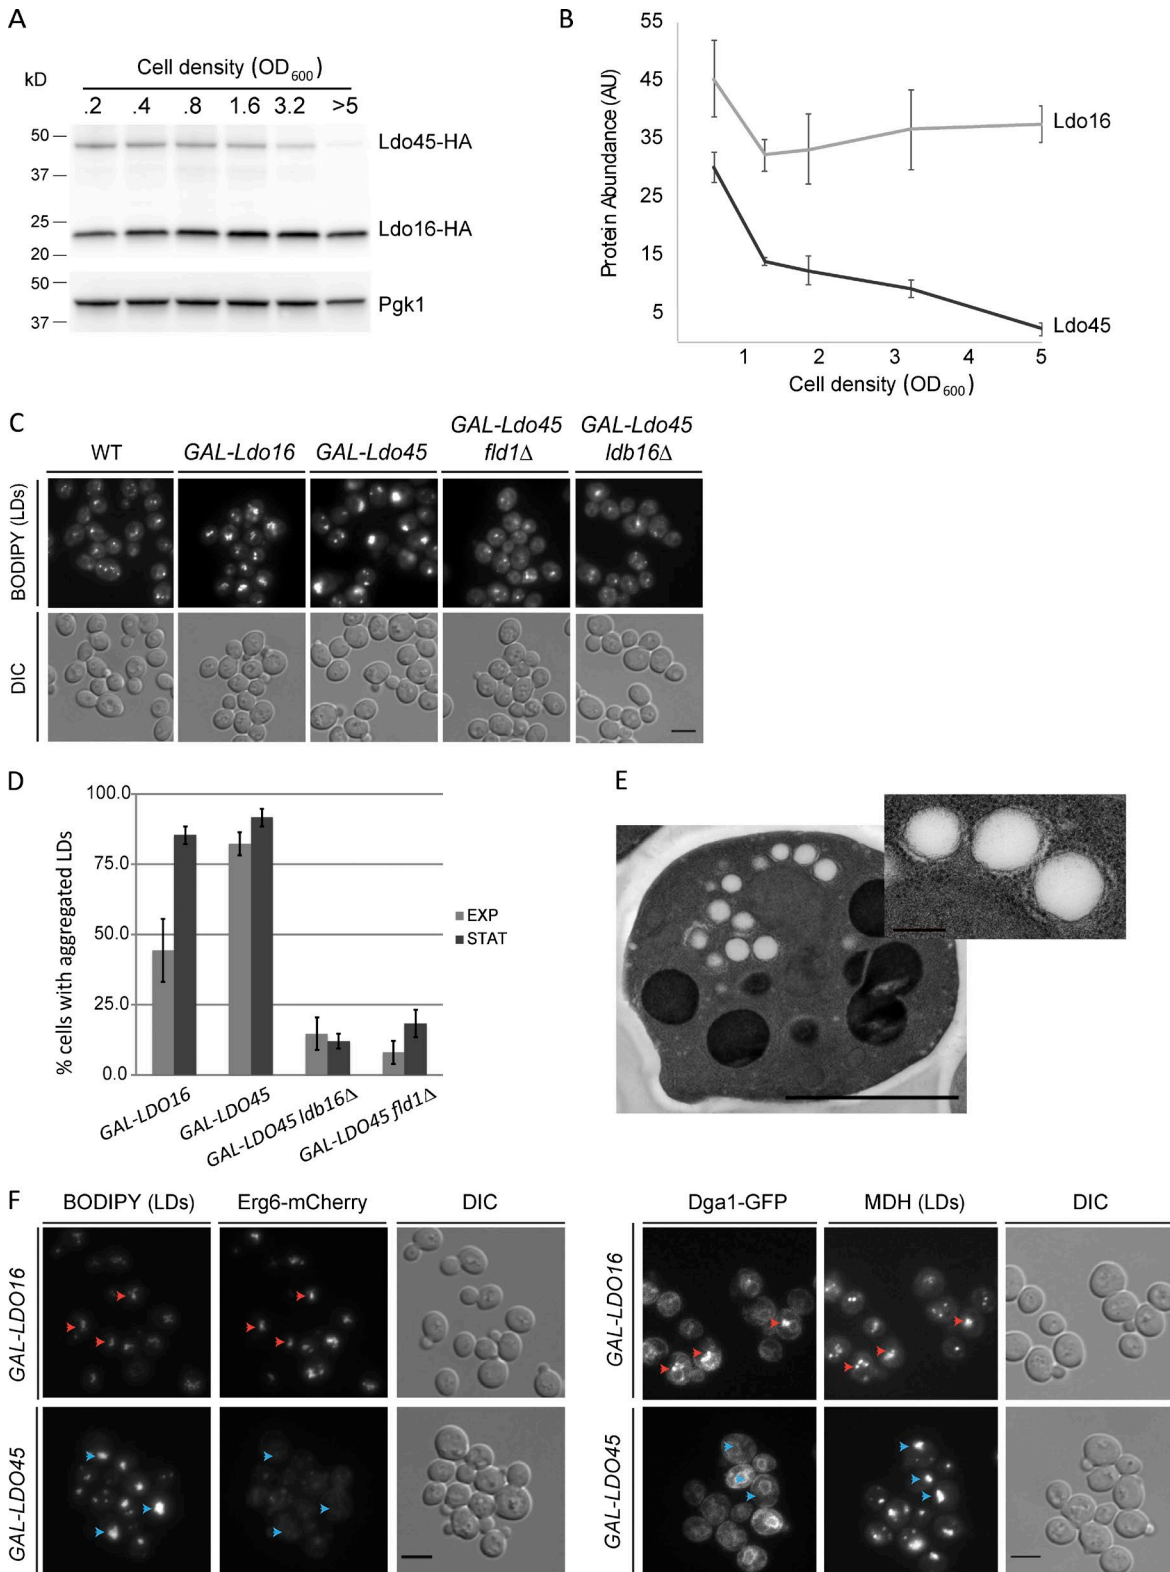 A
Cell density (OD600)
kD
.2 .4 .8 1.6 3.2 >5
50
37
25
20
50
37
Ldo45-HA
Ldo16-HA
Pgk1
B
Protein Abundance (AU)
55
45
35
25
15
5
Ldo16
Ldo45
1 2 3 4 5
Cell density (OD600)
C
WT
GAL-Ldo16
GAL-Ldo45
GAL-Ldo45
fld1Δ
GAL-Ldo45
ldb16Δ
BODIPY (LDs)
DIC
D
% cells with aggregated LDs
100.0
75.0
50.0
25.0
0.0
EXP
STAT
GAL-LDO16
GAL-LDO45
GAL-LDO45 ldb16Δ
GAL-LDO45 fld1Δ
E
F
BODIPY (LDs)
Erg6-mCherry
DIC
Dga1-GFP
MDH (LDs)
DIC
GAL-LDO16
GAL-LDO45
GAL-LDO16
GAL-LDO45